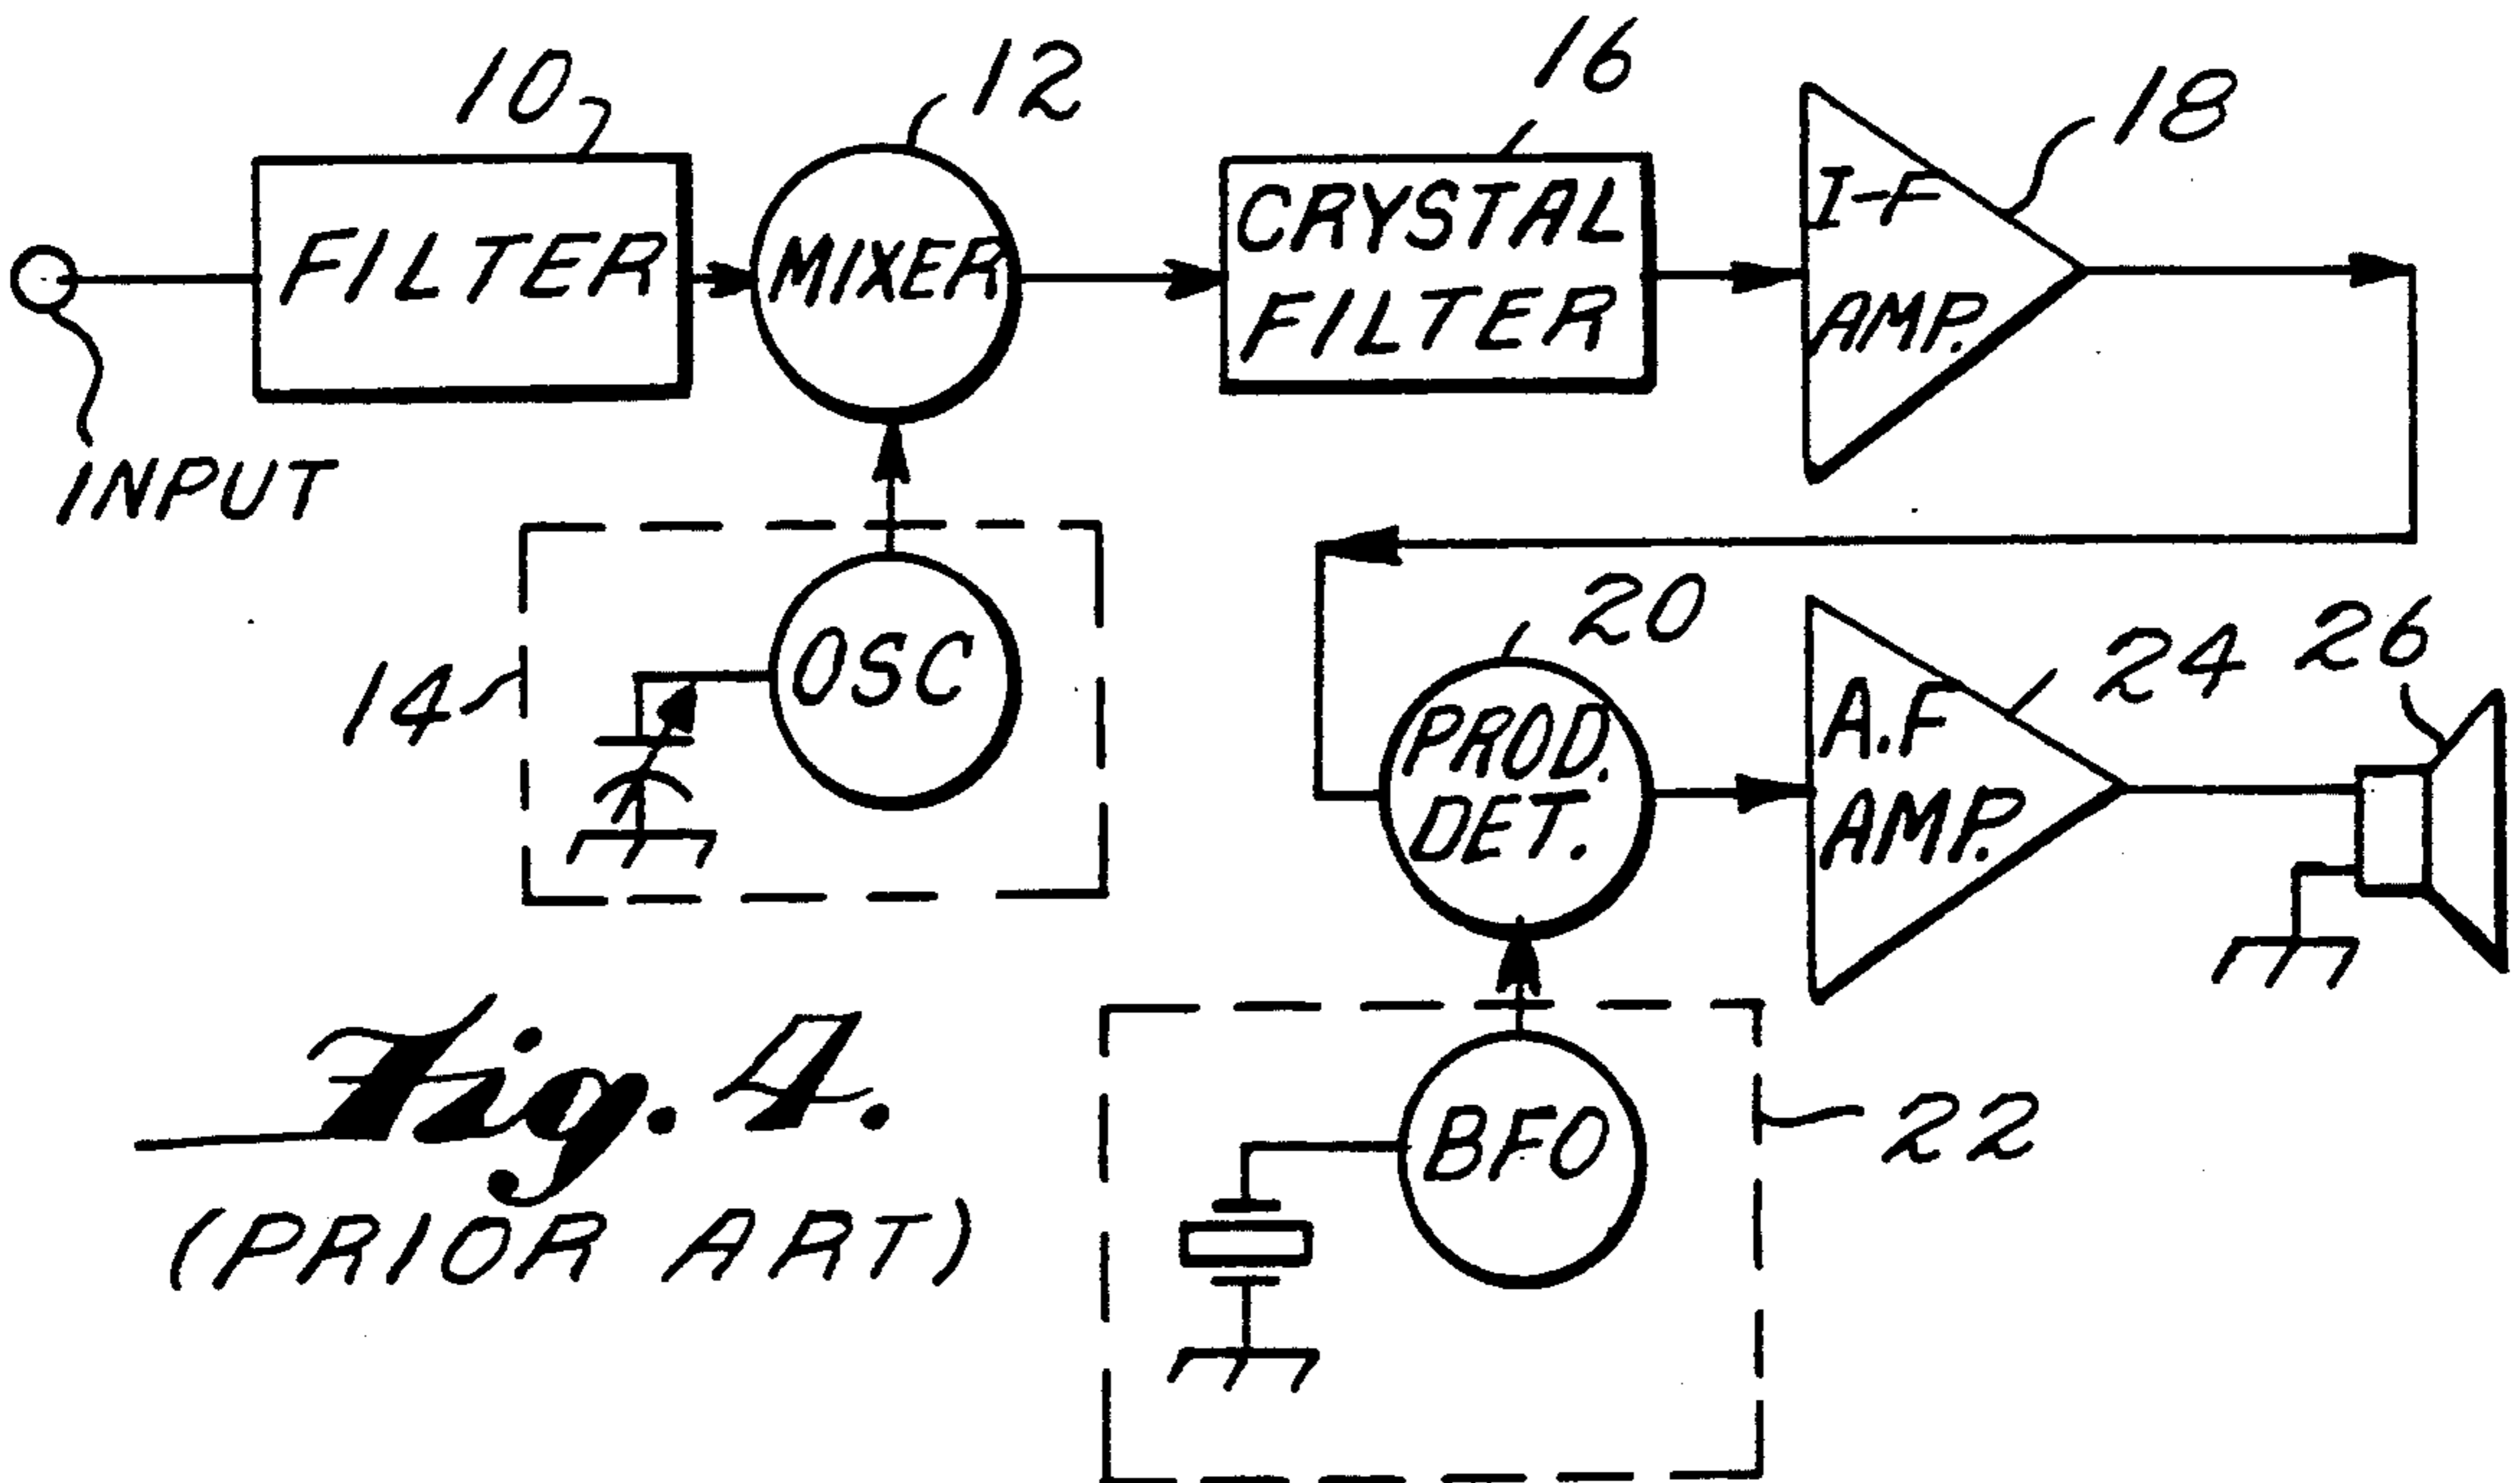 10
12
16
18
FILTER
MIXER
CRYSTAL
FILTER
I-F
AMP.
INPUT
14
OSC
20
PROD.
DET.
24
26
A.F
AMP.
BFO
22
Fig. 4.
(PRIOR ART)